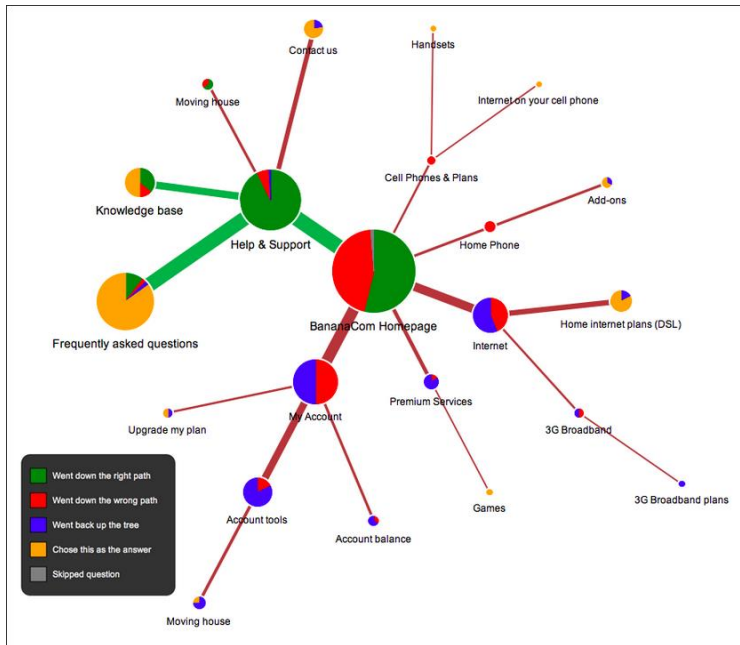 Contact us
Handsets
Moving house
Internet on your cell phone
Cell Phones & Plans
Knowledge base
Add-ons
Help & Support
Home Phone
BananaCom Homepage
Frequently asked questions
Internet
Home internet plans (DSL)
My Account
Premium Services
Upgrade my plan
3G Broadband
Went down the right path
Went down the wrong path
Went back up the tree
Chose this as the answer
Skipped question
Account tools
Games
3G Broadband plans
Account balance
Moving house